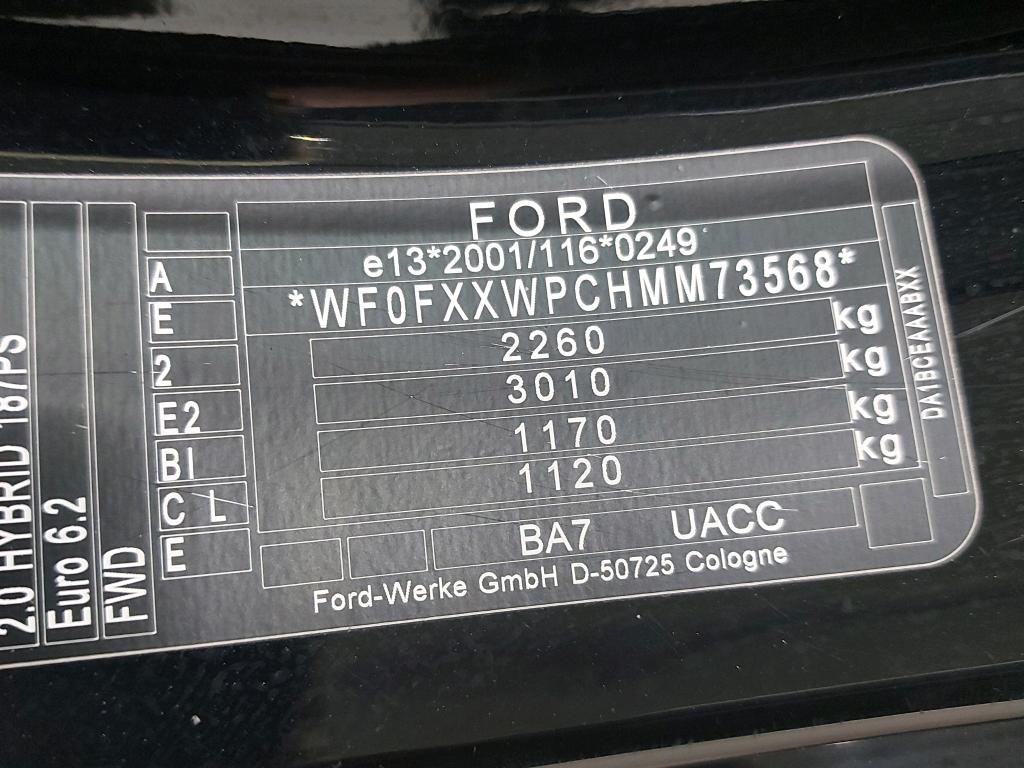 FORD
e13*2001/116*0249
*WF0FXXWPCHMM73568*
2260 kg
3010 kg
1170 kg
1120 kg
BA7 UACC
Ford-Werke GmbH D-50725 Cologne
A
E
2
E2
BI
C L
E
2.0 HYBRID 187PS
Euro 6.2
FWD
DA1BCEAAABXX